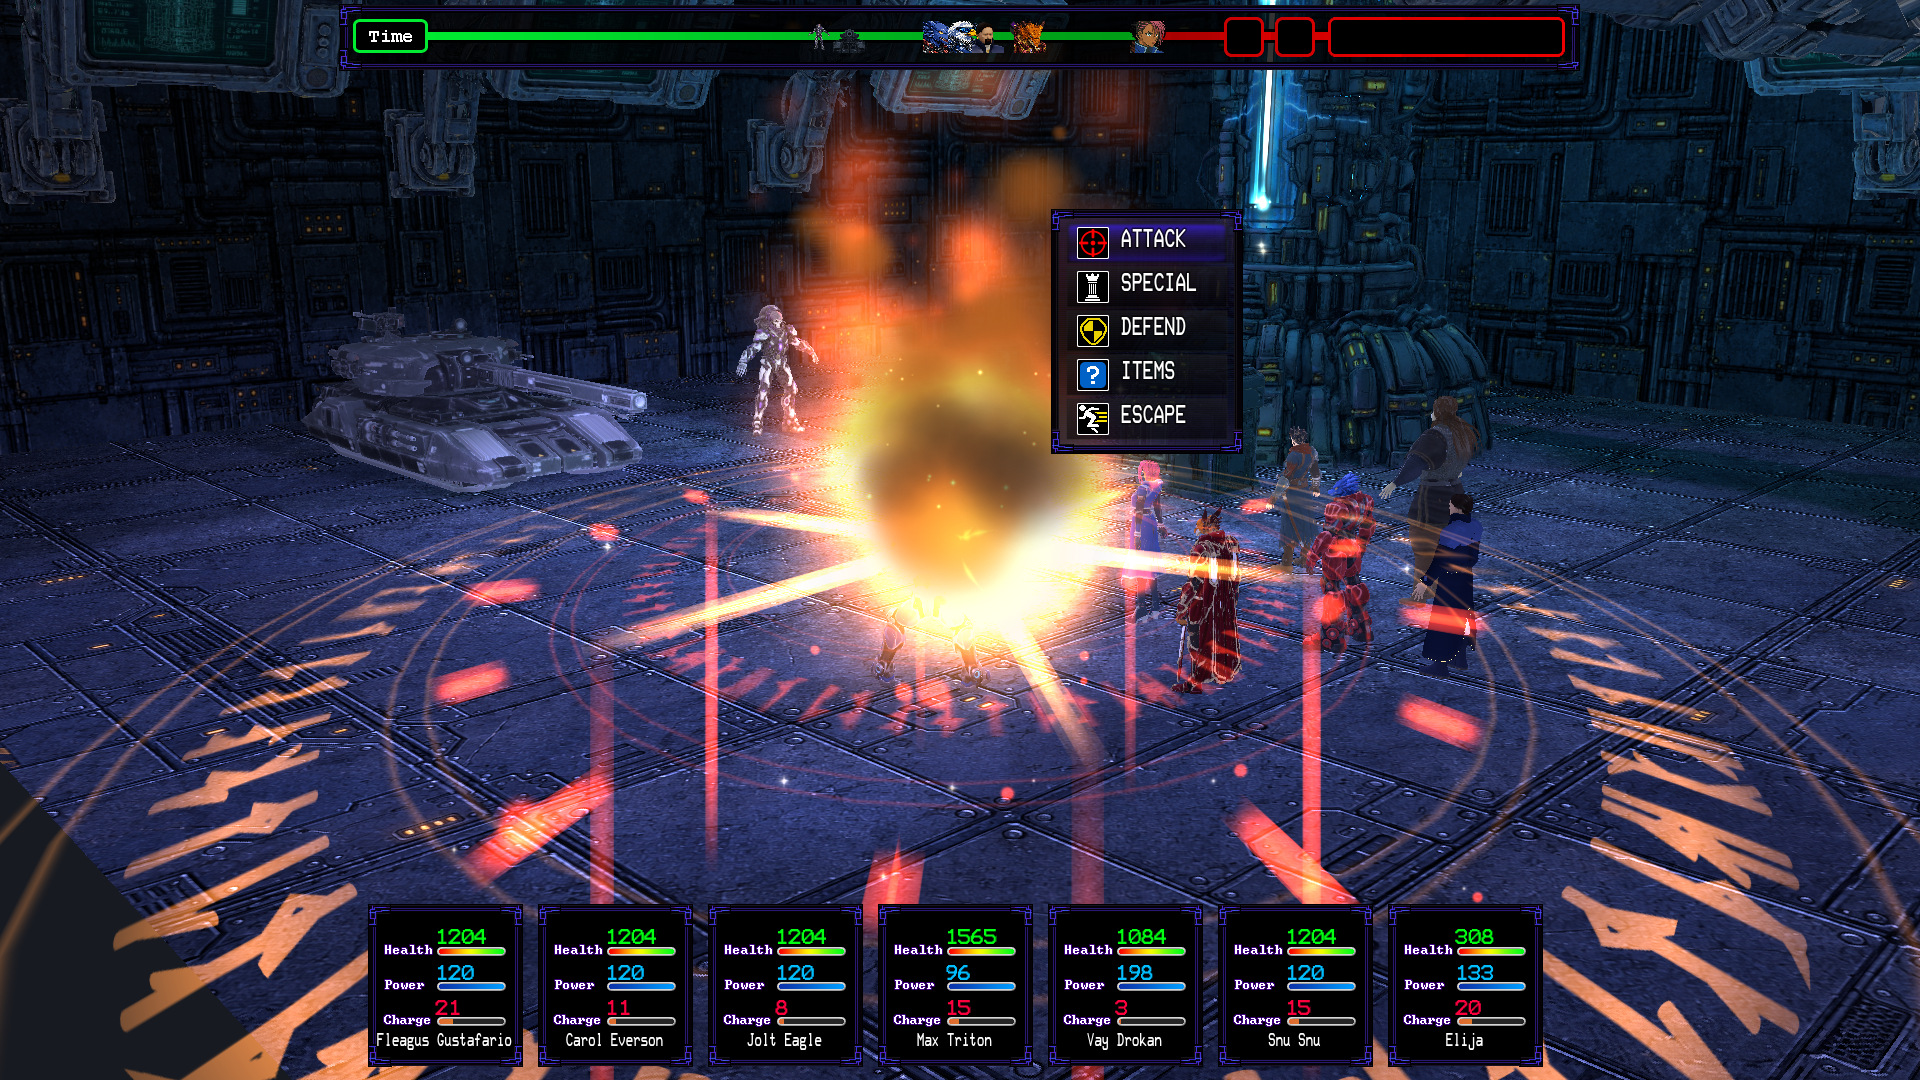 Time
ATTACK
SPECIAL
DEFEND
ITEMS
ESCAPE
Health 1204
Power 120
Charge 21
Fleagus Gustafario
Health 1204
Power 120
Charge 11
Carol Everson
Health 1204
Power 120
Charge 8
Jolt Eagle
Health 1565
Power 96
Charge 15
Max Triton
Health 1084
Power 198
Charge 3
Vay Drokan
Health 1204
Power 120
Charge 15
Snu Snu
Health 308
Power 133
Charge 20
Elija